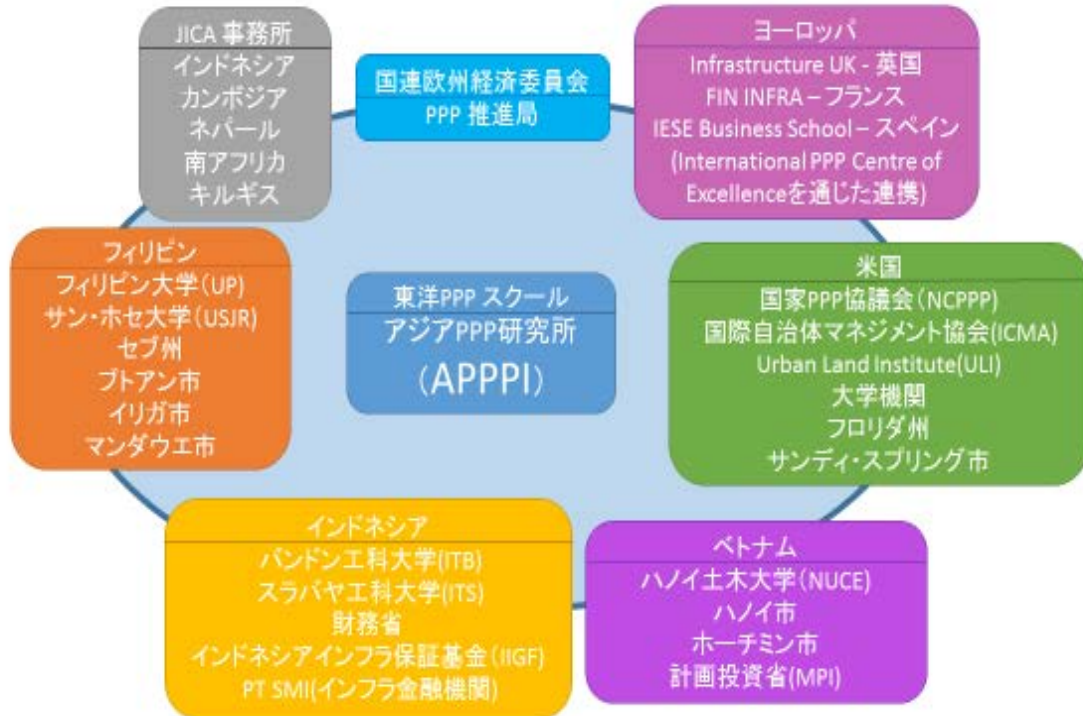 JICA 事務所
インドネシア
カンボジア
ネパール
南アフリカ
キルギス
国連欧州経済委員会
PPP 推進局
ヨーロッパ
Infrastructure UK - 英国
FIN INFRA – フランス
IESE Business School – スペイン
(International PPP Centre of
Excellenceを通じた連携)
フィリピン
フィリピン大学(UP)
サン・ホセ大学(USJR)
セブ州
ブトアン市
イリガ市
マンダウエ市
東洋PPP スクール
アジアPPP研究所
(APPPI)
米国
国家PPP協議会(NCPPP)
国際自治体マネジメント協会(ICMA)
Urban Land Institute(ULI)
大学機関
フロリダ州
サンディ・スプリング市
インドネシア
バンドン工科大学(ITB)
スラバヤ工科大学(ITS)
財務省
インドネシアインフラ保証基金(IIGF)
PT SMI(インフラ金融機関)
ベトナム
ハノイ土木大学(NUCE)
ハノイ市
ホーチミン市
計画投資省(MPI)